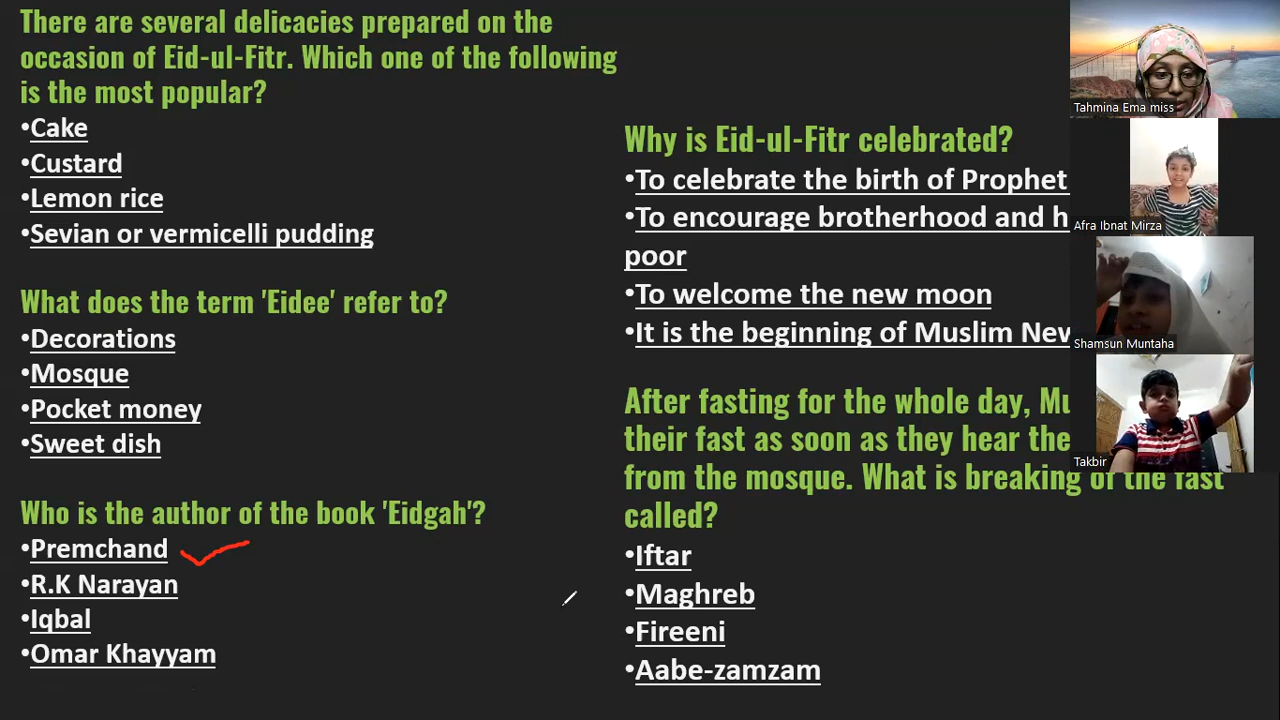 There are several delicacies prepared on the
occasion of Eid-ul-Fitr. Which one of the following
is the most popular?
•Cake
•Custard
•Lemon rice
•Sevian or vermicelli pudding
What does the term 'Eidee' refer to?
•Decorations
•Mosque
•Pocket money
•Sweet dish
Who is the author of the book 'Eidgah'?
•Premchand
•R.K Narayan
•Iqbal
•Omar Khayyam
Why is Eid-ul-Fitr celebrated?
•To celebrate the birth of Prophet
•To encourage brotherhood and
poor
•To welcome the new moon
•It is the beginning of Muslim
After fasting for the whole day,
their fast as soon as they hear the
from the mosque. What is breaking of the fast
called?
•Iftar
•Maghreb
•Fireeni
•Aabe-zamzam
Tahmina Ema miss
Afra Ibnat Mirza
Shamsun Muntaha
Takbir